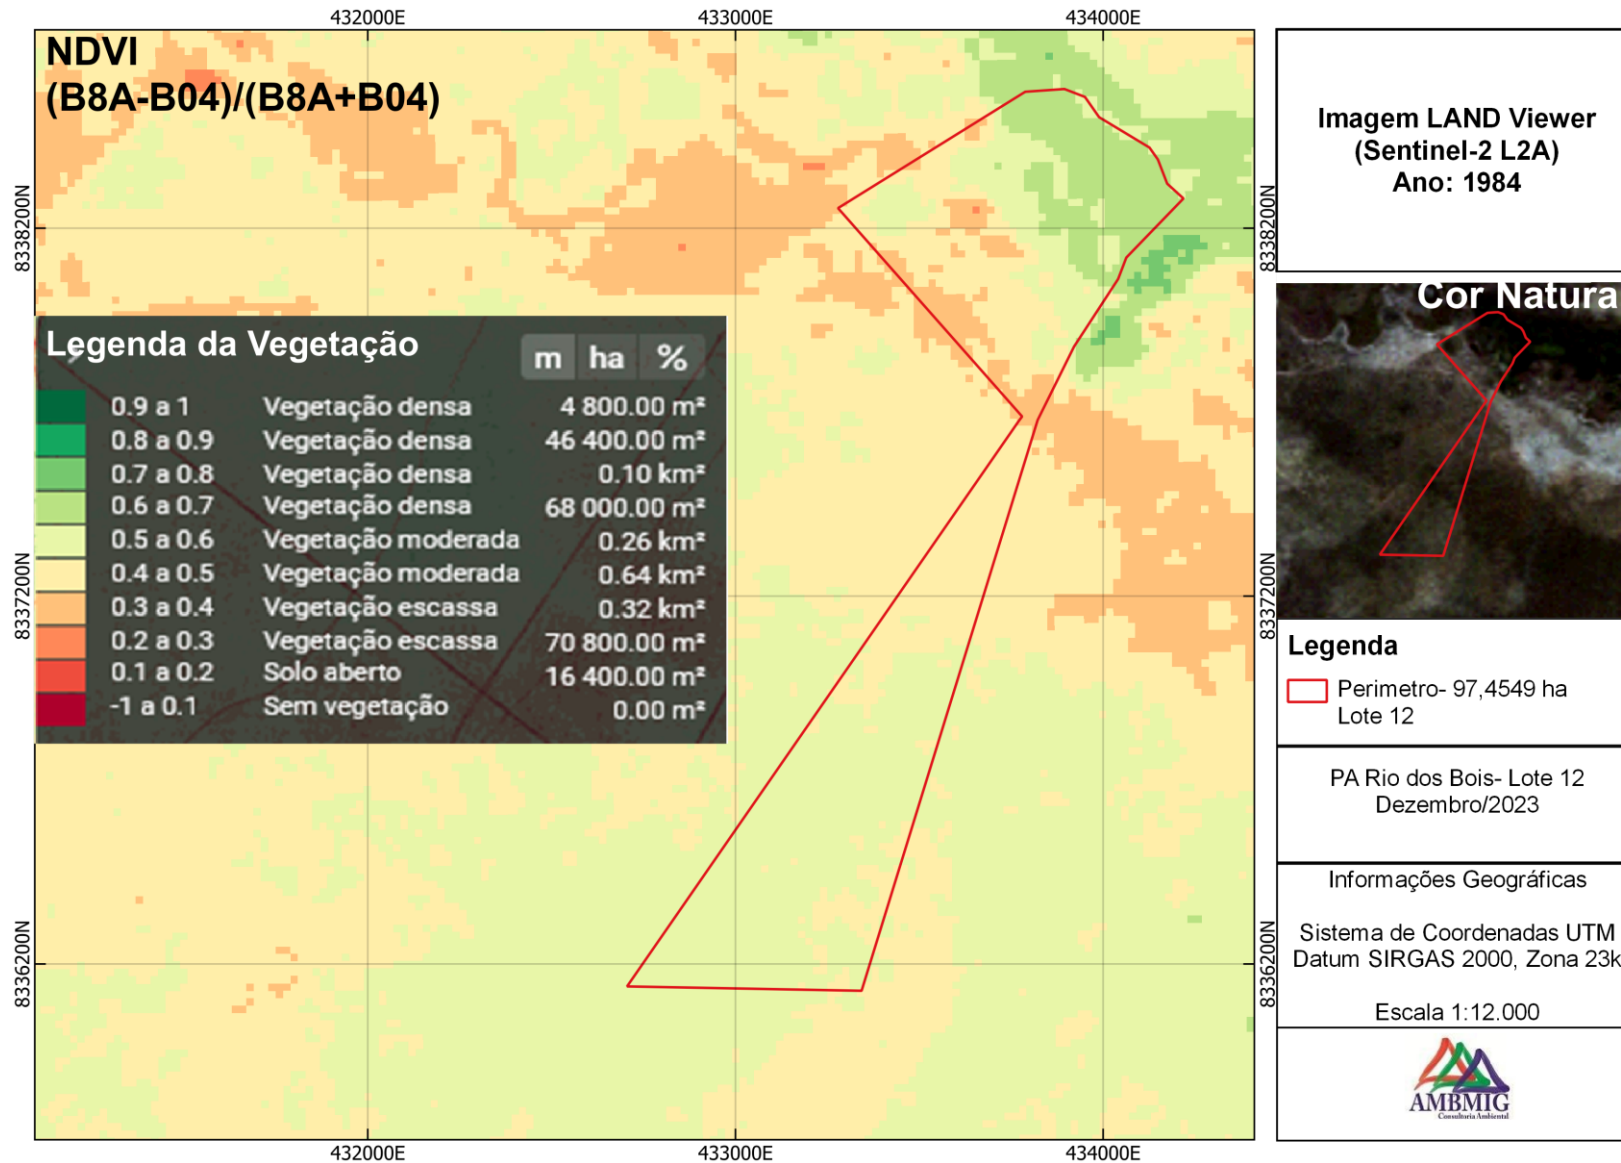 432000E
433000E
434000E
NDVI
(B8A-B04)/(B8A+B04)
8338200N
8337200N
8336200N
Legenda da Vegetação
m ha %
0.9 a 1 Vegetação densa 4 800.00 m²
0.8 a 0.9 Vegetação densa 46 400.00 m²
0.7 a 0.8 Vegetação densa 0.10 km²
0.6 a 0.7 Vegetação densa 68 000.00 m²
0.5 a 0.6 Vegetação moderada 0.26 km²
0.4 a 0.5 Vegetação moderada 0.64 km²
0.3 a 0.4 Vegetação escassa 0.32 km²
0.2 a 0.3 Vegetação escassa 70 800.00 m²
0.1 a 0.2 Solo aberto 16 400.00 m²
-1 a 0.1 Sem vegetação 0.00 m²
8338200N
8337200N
8336200N
432000E
433000E
434000E
Imagem LAND Viewer
(Sentinel-2 L2A)
Ano: 1984
Cor Natura
Legenda
Perimetro- 97,4549 ha
Lote 12
PA Rio dos Bois- Lote 12
Dezembro/2023
Informações Geográficas
Sistema de Coordenadas UTM
Datum SIRGAS 2000, Zona 23k
Escala 1:12.000
AMBMIG
Consultoria Ambiental